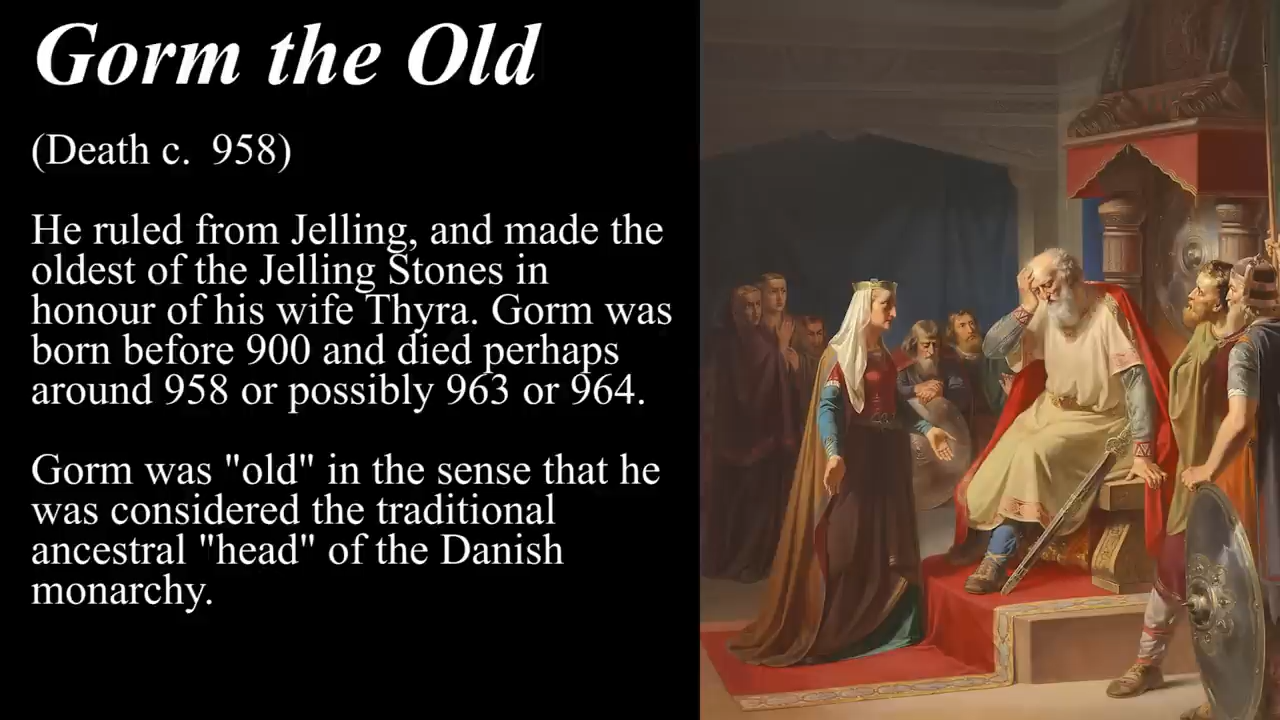 Gorm the Old
(Death c.  958)
He ruled from Jelling, and made the
oldest of the Jelling Stones in
honour of his wife Thyra. Gorm was
born before 900 and died perhaps
around 958 or possibly 963 or 964.
Gorm was "old" in the sense that he
was considered the traditional
ancestral "head" of the Danish
monarchy.